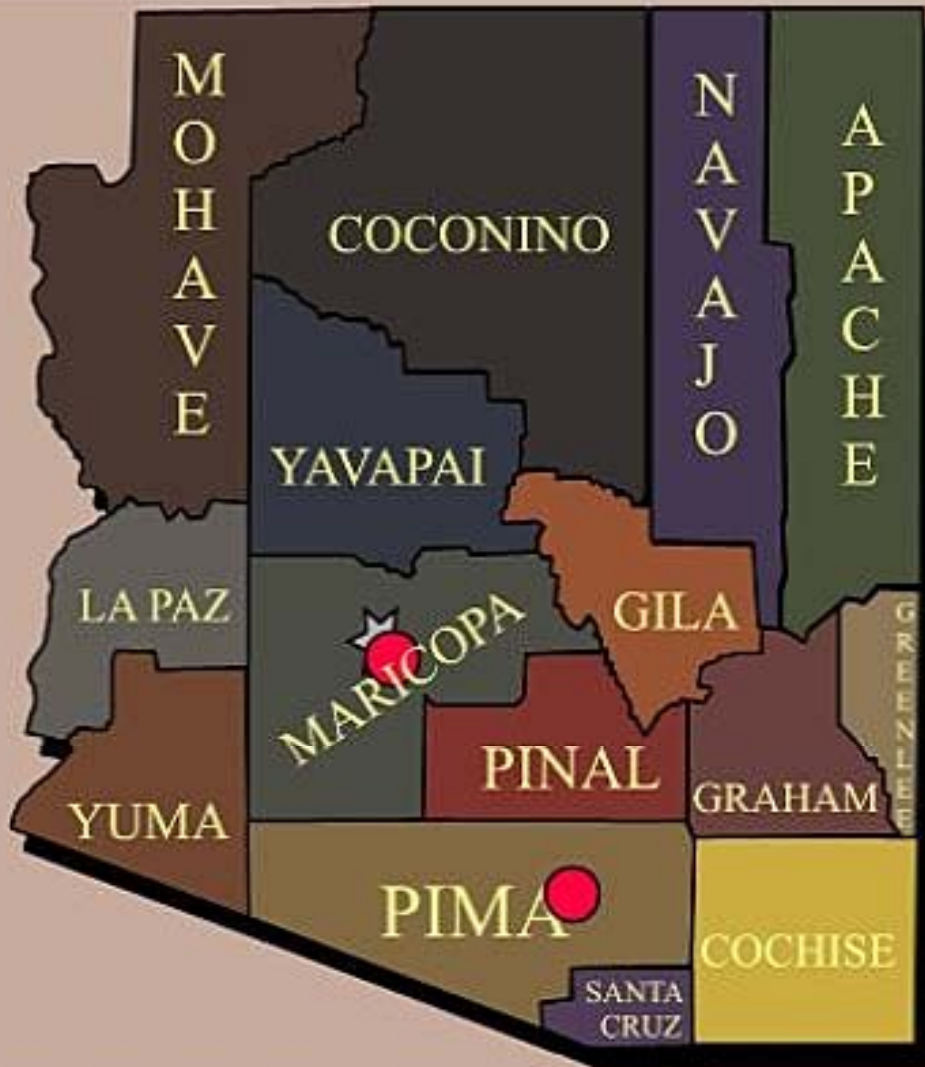 MOHAVE
COCONINO
NAVAJO
APACHE
YAVAPAI
LA PAZ
GILA
MARICOPA
GREENLEE
PINAL
GRAHAM
YUMA
PIMA
COCHISE
SANTA
CRUZ